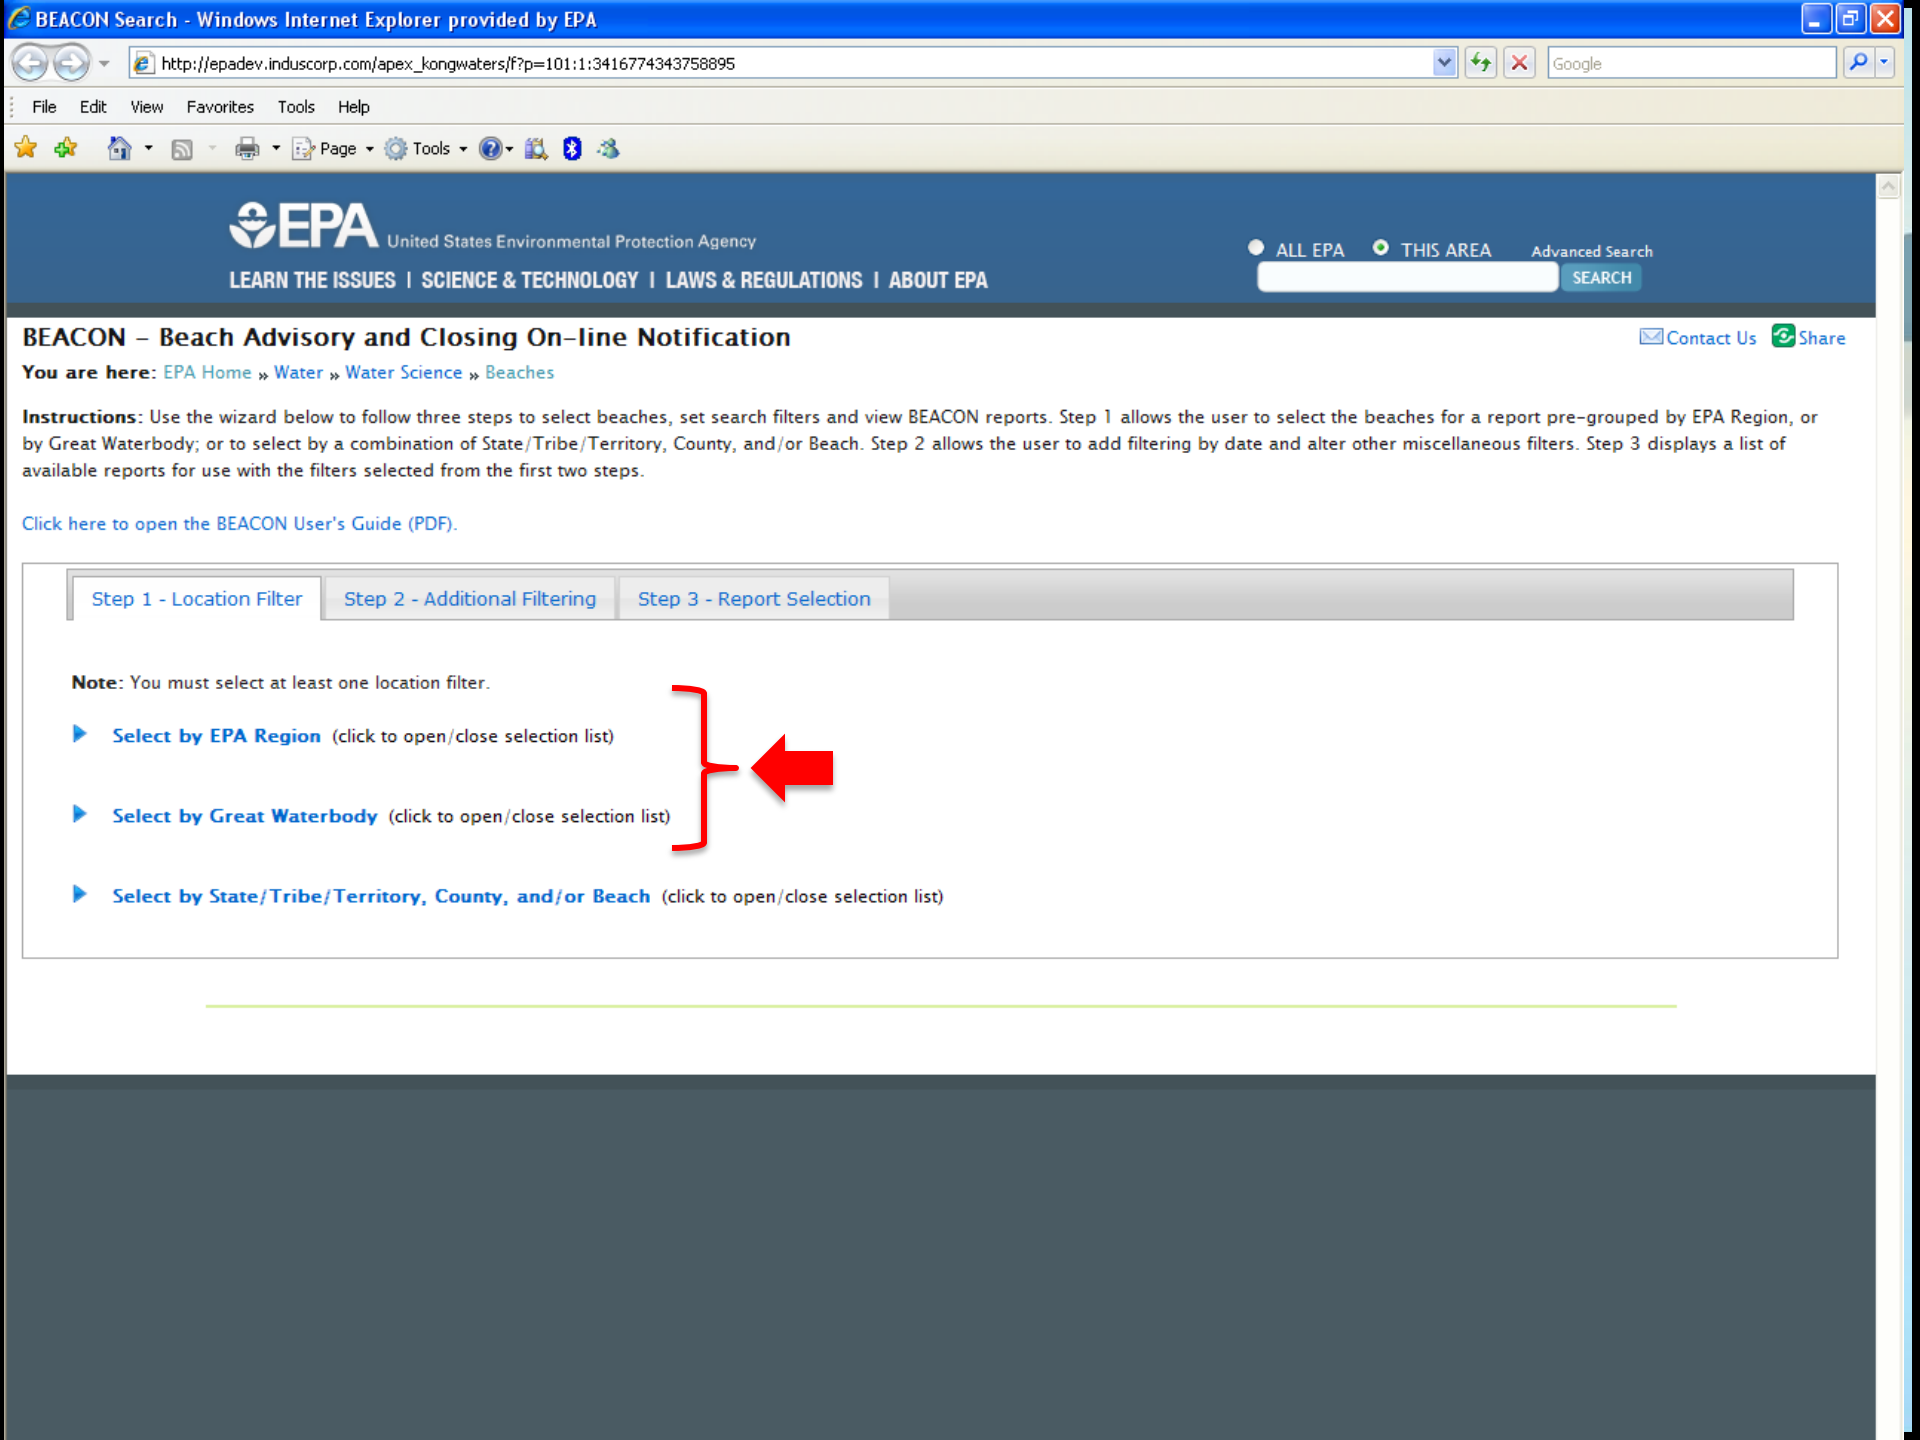 BEACON Search - Windows Internet Explorer provided by EPA
http://epadev.induscorp.com/apex_kongwaters/f?p=101:1:3416774343758895
Google
File Edit View Favorites Tools Help
Page Tools
EPA United States Environmental Protection Agency
ALL EPA THIS AREA Advanced Search
LEARN THE ISSUES | SCIENCE & TECHNOLOGY | LAWS & REGULATIONS | ABOUT EPA
SEARCH
BEACON - Beach Advisory and Closing On-line Notification
Contact Us Share
You are here: EPA Home » Water » Water Science » Beaches
Instructions: Use the wizard below to follow three steps to select beaches, set search filters and view BEACON reports. Step 1 allows the user to select the beaches for a report pre-grouped by EPA Region, or
by Great Waterbody; or to select by a combination of State/Tribe/Territory, County, and/or Beach. Step 2 allows the user to add filtering by date and alter other miscellaneous filters. Step 3 displays a list of
available reports for use with the filters selected from the first two steps.
Click here to open the BEACON User's Guide (PDF).
Step 1 - Location Filter Step 2 - Additional Filtering Step 3 - Report Selection
Note: You must select at least one location filter.
Select by EPA Region (click to open/close selection list)
Select by Great Waterbody (click to open/close selection list)
Select by State/Tribe/Territory, County, and/or Beach (click to open/close selection list)